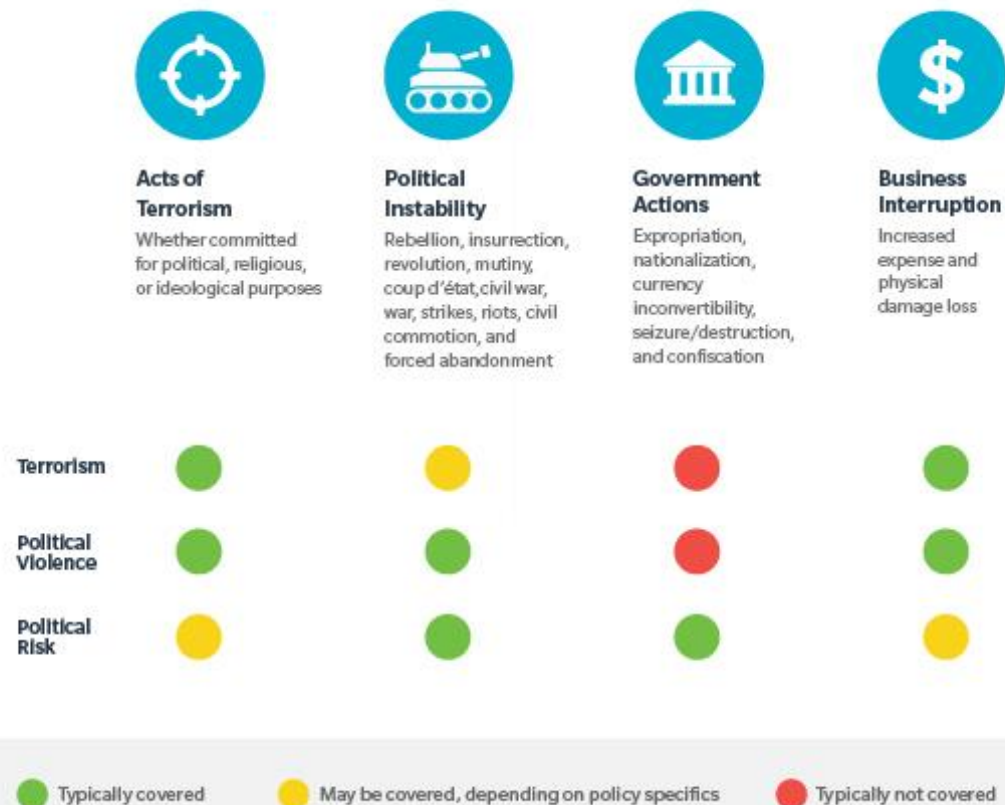 $
Acts of
Terrorism
Whether committed
for political, religious,
or ideological purposes
Political
Instability
Rebellion, insurrection,
revolution, mutiny,
coup d'état,civil war,
war, strikes, riots, civil
commotion, and
forced abandonment
Government
Actions
Expropriation,
nationalization,
currency
inconvertibility,
seizure/destruction,
and confiscation
Business
Interruption
Increased
expense and
physical
damage loss
Terrorism
Political
Violence
Political
Risk
Typically covered
May be covered, depending on policy specifics
Typically not covered